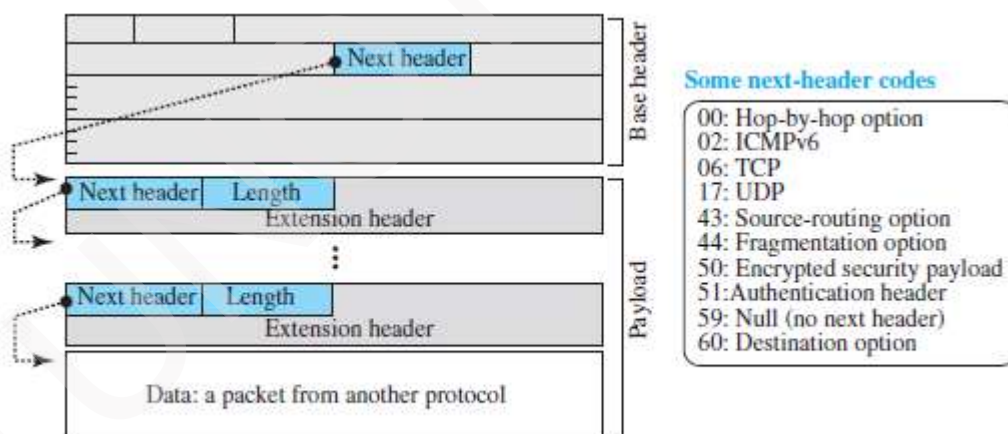 Next header
Base header
Next header Length
Extension header
Next header Length
Extension header
Payload
Data: a packet from another protocol
Some next-header codes
00: Hop-by-hop option
02: ICMPv6
06: TCP
17: UDP
43: Source-routing option
44: Fragmentation option
50: Encrypted security payload
51:Authentication header
59: Null (no next header)
60: Destination option